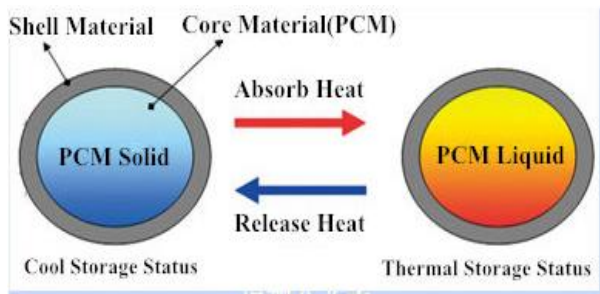 Shell Material
Core Material(PCM)
Absorb Heat
PCM Solid
PCM Liquid
Release Heat
Cool Storage Status
Thermal Storage Status